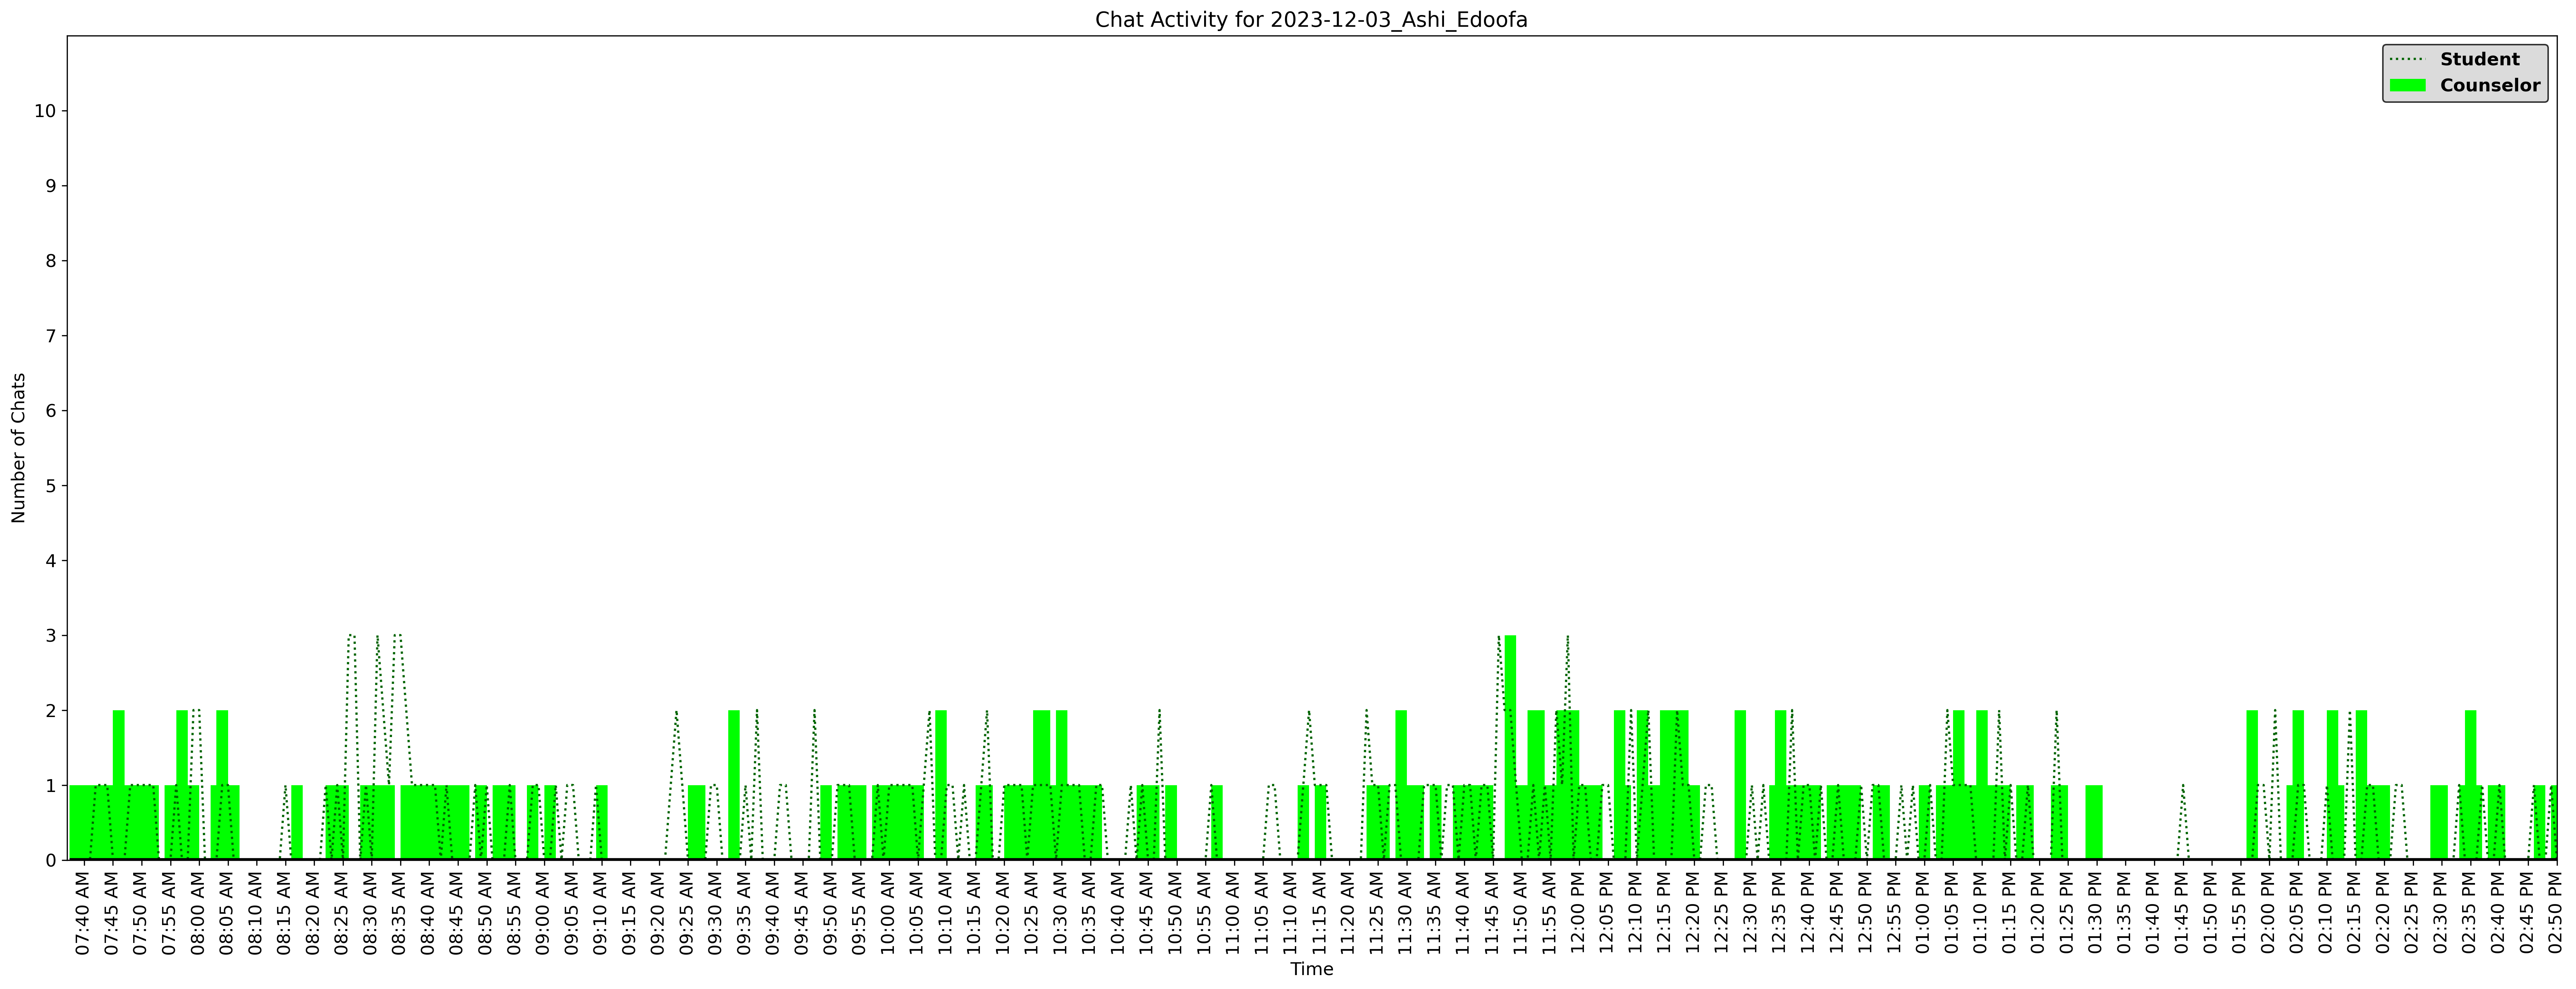 Chat Activity for 2023-12-03_Ashi_Edoofa
Student
Counselor
Number of Chats
10
9
8
7
6
5
4
3
2
1
0
07:40 AM
07:45 AM
07:50 AM
07:55 AM
08:00 AM
08:05 AM
08:10 AM
08:15 AM
08:20 AM
08:25 AM
08:30 AM
08:35 AM
08:40 AM
08:45 AM
08:50 AM
08:55 AM
09:00 AM
09:05 AM
09:10 AM
09:15 AM
09:20 AM
09:25 AM
09:30 AM
09:35 AM
09:40 AM
09:45 AM
09:50 AM
09:55 AM
10:00 AM
10:05 AM
10:10 AM
10:15 AM
10:20 AM
10:25 AM
10:30 AM
10:35 AM
10:40 AM
10:45 AM
10:50 AM
10:55 AM
11:00 AM
11:05 AM
11:10 AM
11:15 AM
11:20 AM
11:25 AM
11:30 AM
11:35 AM
11:40 AM
11:45 AM
11:50 AM
11:55 AM
12:00 PM
12:05 PM
12:10 PM
12:15 PM
12:20 PM
12:25 PM
12:30 PM
12:35 PM
12:40 PM
12:45 PM
12:50 PM
12:55 PM
01:00 PM
01:05 PM
01:10 PM
01:15 PM
01:20 PM
01:25 PM
01:30 PM
01:35 PM
01:40 PM
01:45 PM
01:50 PM
01:55 PM
02:00 PM
02:05 PM
02:10 PM
02:15 PM
02:20 PM
02:25 PM
02:30 PM
02:35 PM
02:40 PM
02:45 PM
02:50 PM
Time